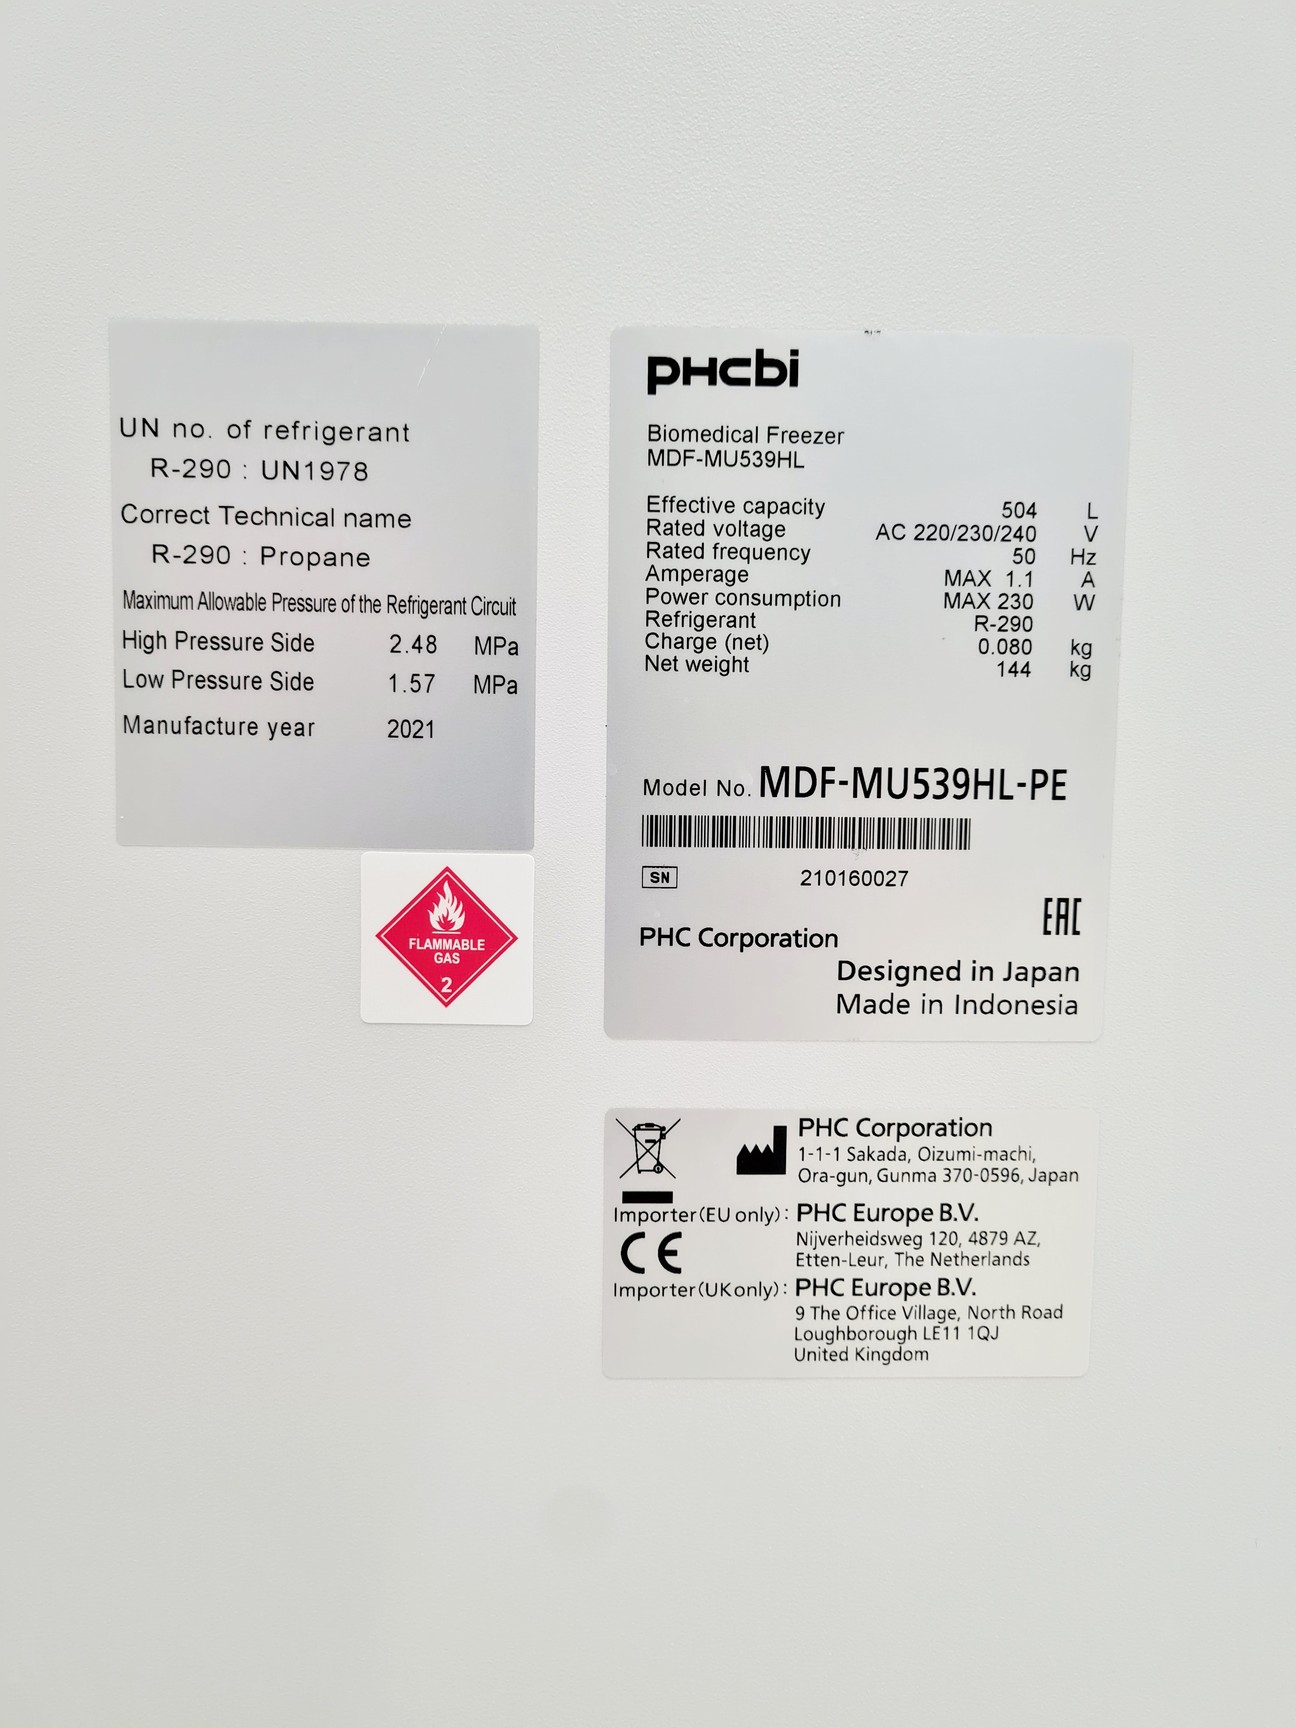 UN no. of refrigerant
R-290 : UN1978
Correct Technical name
R-290 : Propane
Maximum Allowable Pressure of the Refrigerant Circuit
High Pressure Side 2.48 MPa
Low Pressure Side 1.57 MPa
Manufacture year 2021
FLAMMABLE
GAS
2
PHCbi
Biomedical Freezer
MDF-MU539HL
Effective capacity 504 L
Rated voltage AC 220/230/240 V
Rated frequency 50 Hz
Amperage MAX 1.1 A
Power consumption MAX 230 W
Refrigerant R-290
Charge (net) 0.080 kg
Net weight 144 kg
Model No. MDF-MU539HL-PE
SN 210160027
EAC
PHC Corporation
Designed in Japan
Made in Indonesia
PHC Corporation
1-1-1 Sakada, Oizumi-machi,
Ora-gun, Gunma 370-0596, Japan
Importer(EU only): PHC Europe B.V.
Nijverheidsweg 120, 4879 AZ,
Etten-Leur, The Netherlands
CE
Importer(UK only): PHC Europe B.V.
9 The Office Village, North Road
Loughborough LE11 1QJ
United Kingdom